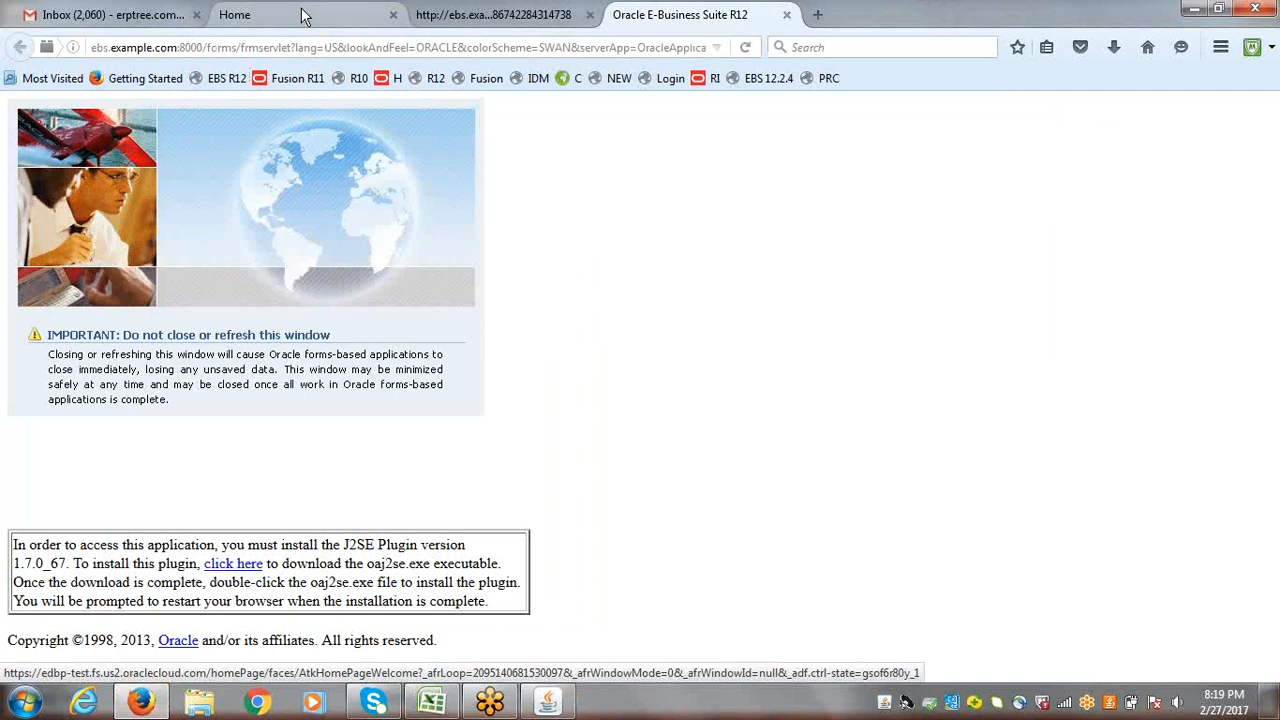 Inbox (2,060) - erptree.com...
Home
http://ebs.exa...86742284314738
Oracle E-Business Suite R12
ebs.example.com:8000/forms/frmservlet?lang=US&lookAndFeel=ORACLE&colorScheme=SWAN&serverApp=OracleApplica
Search
Most Visited Getting Started EBS R12 Fusion R11 R10 H R12 Fusion IDM C NEW Login RI EBS 12.2.4 PRC
IMPORTANT: Do not close or refresh this window
Closing or refreshing this window will cause Oracle forms-based applications to
close immediately, losing any unsaved data. This window may be minimized
safely at any time and may be closed once all work in Oracle forms-based
applications is complete.
In order to access this application, you must install the J2SE Plugin version
1.7.0_67. To install this plugin, click here to download the oaj2se.exe executable.
Once the download is complete, double-click the oaj2se.exe file to install the plugin.
You will be prompted to restart your browser when the installation is complete.
Copyright ©1998, 2013, Oracle and/or its affiliates. All rights reserved.
https://edbp-test.fs.us2.oraclecloud.com/homePage/faces/AtkHomePageWelcome?_afrLoop=209514068153009​7&_afrWindowMode=0&_afrWindowId=null&_adf.ctrl-state=gsof6r80y_1
8:19 PM
2/27/2017